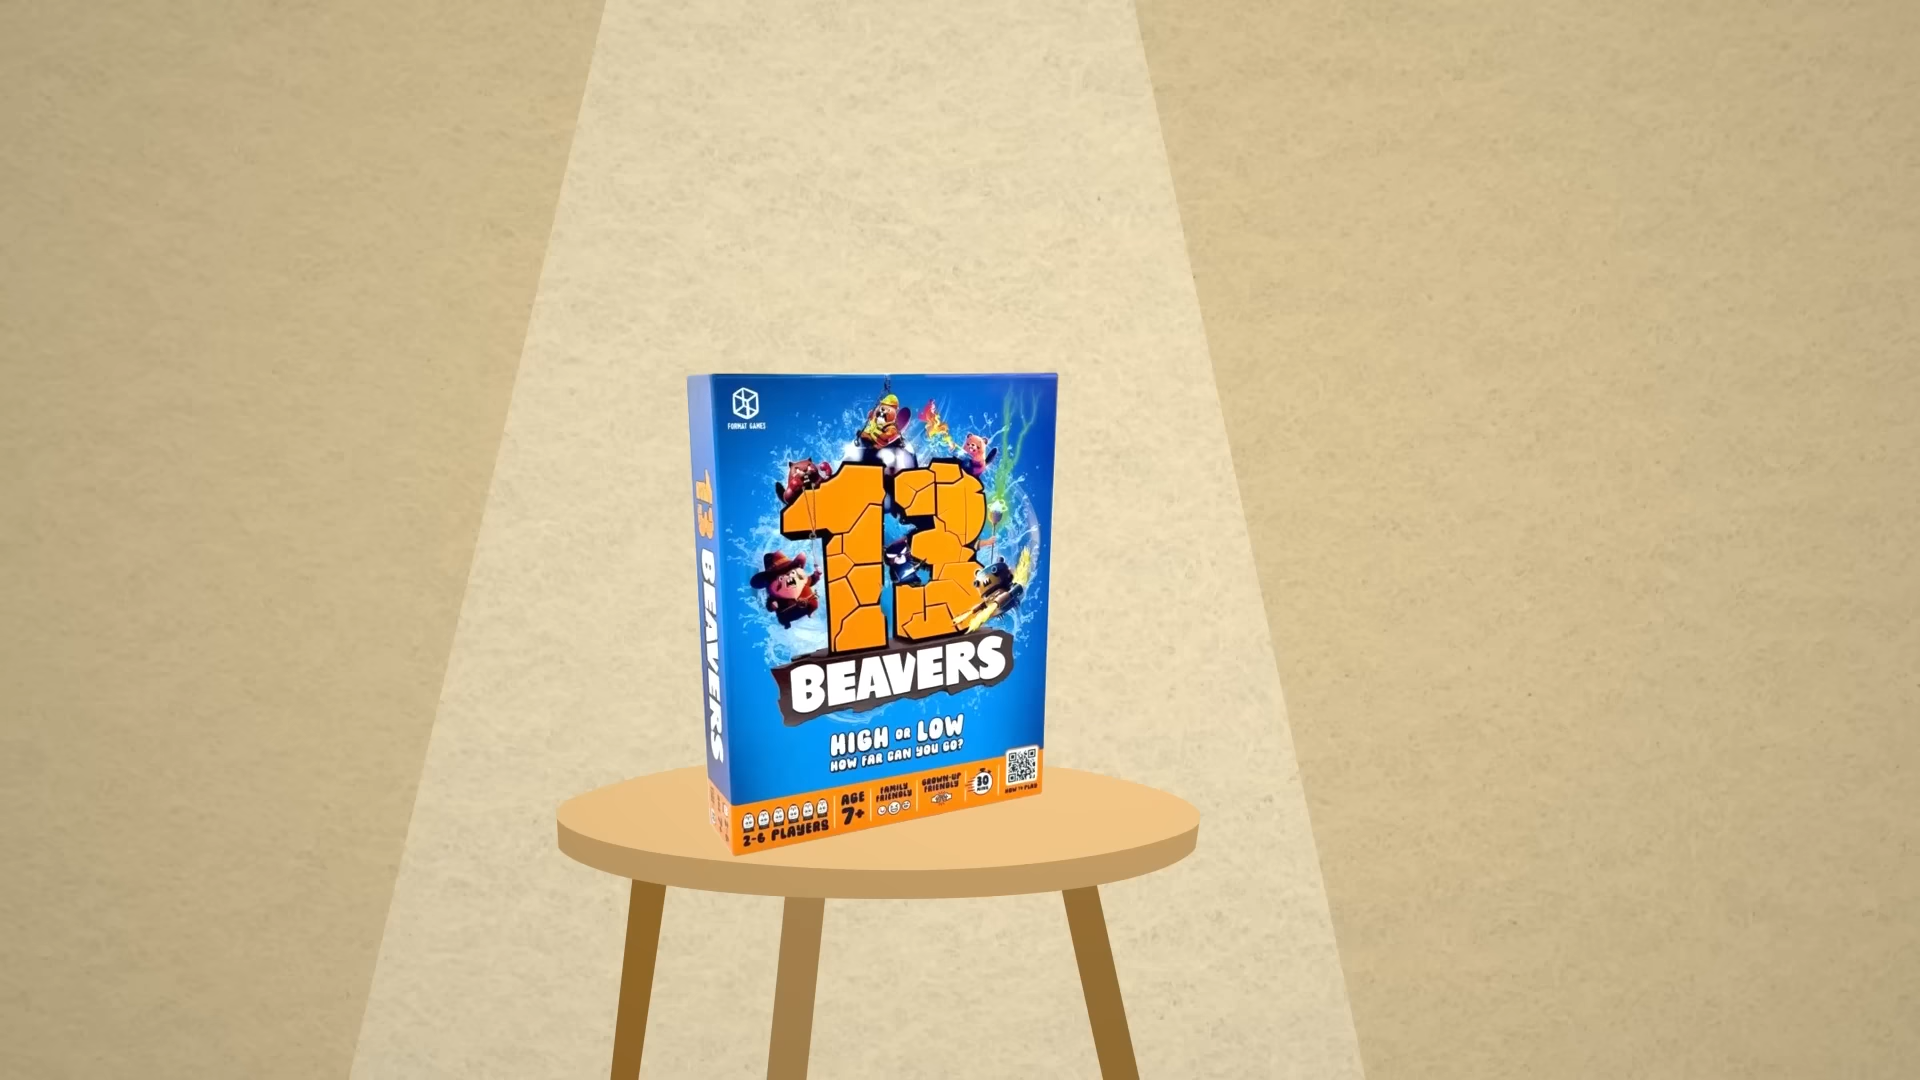 FORMAT GAMES
13
BEAVERS
HIGH OR LOW
HOW FAR CAN YOU GO?
2-6 PLAYERS
AGE
7+
FAMILY
FRIENDLY
GROWN-UP
FRIENDLY
30
MINS
HOW TO PLAY
13 BEAVERS